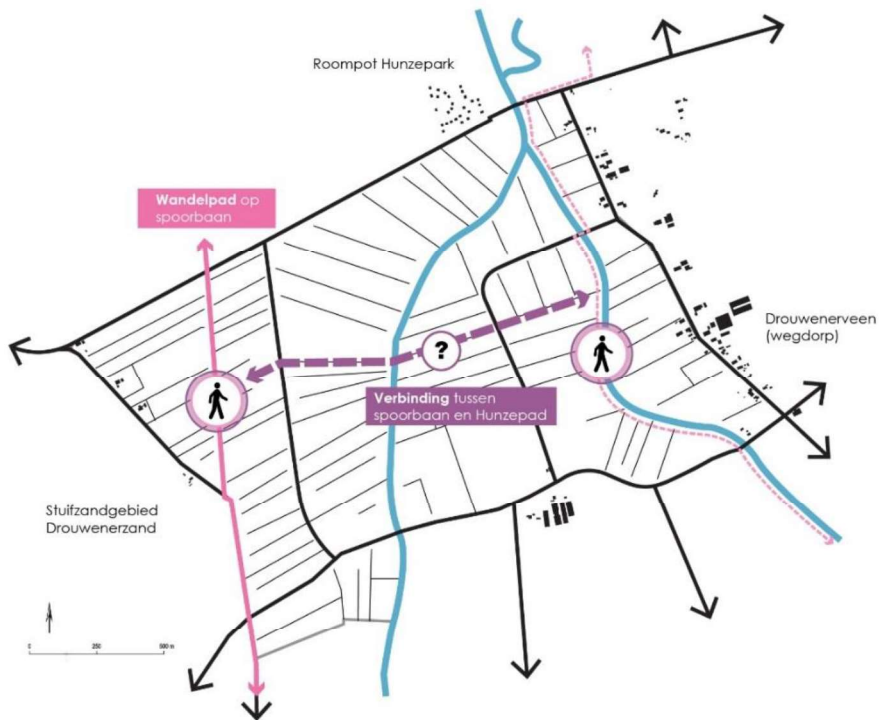 Roompot Hunzepark
Wandelpad op
spoorbaan
Drouwenerveen
(wegdorp)
?
Verbinding tussen
spoorbaan en Hunzepad
Stuifzandgebied
Drouwenerzand
0 250 500 m